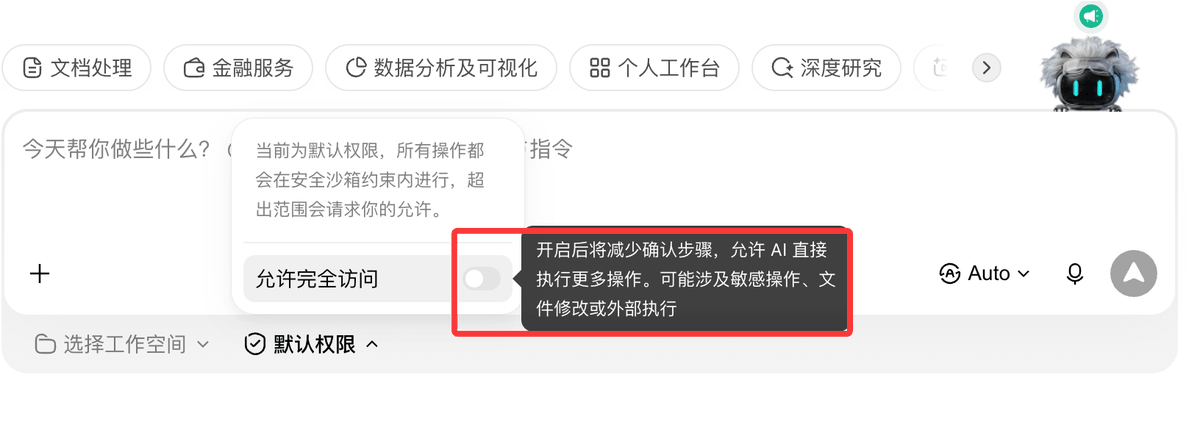 文档处理
金融服务
数据分析及可视化
个人工作台
深度研究
今天帮你做些什么?
指令
当前为默认权限，所有操作都
会在安全沙箱约束内进行，超
出范围会请求你的允许。
允许完全访问
开启后将减少确认步骤，允许 AI 直接
执行更多操作。可能涉及敏感操作、文
件修改或外部执行
Auto
选择工作空间
默认权限